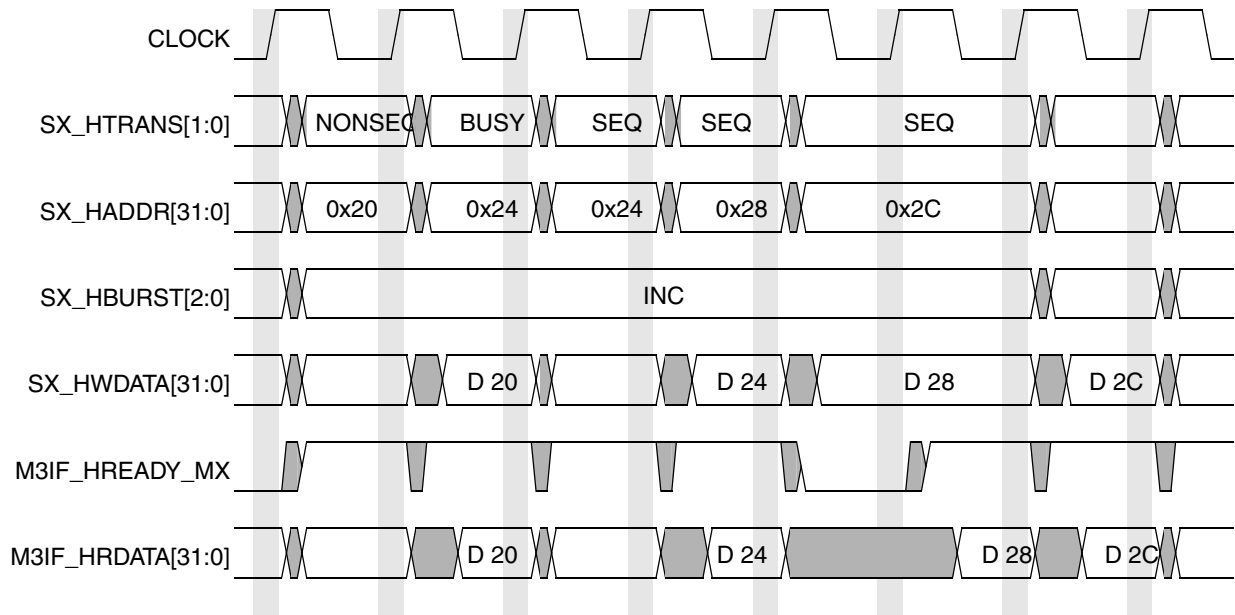 CLOCK
SX_HTRANS[1:0] NONSEQ BUSY SEQ SEQ SEQ
SX_HADDR[31:0] 0x20 0x24 0x24 0x28 0x2C
SX_HBURST[2:0] INC
SX_HWDATA[31:0] D 20 D 24 D 28 D 2C
M3IF_HREADY_MX
M3IF_HRDATA[31:0] D 20 D 24 D 28 D 2C